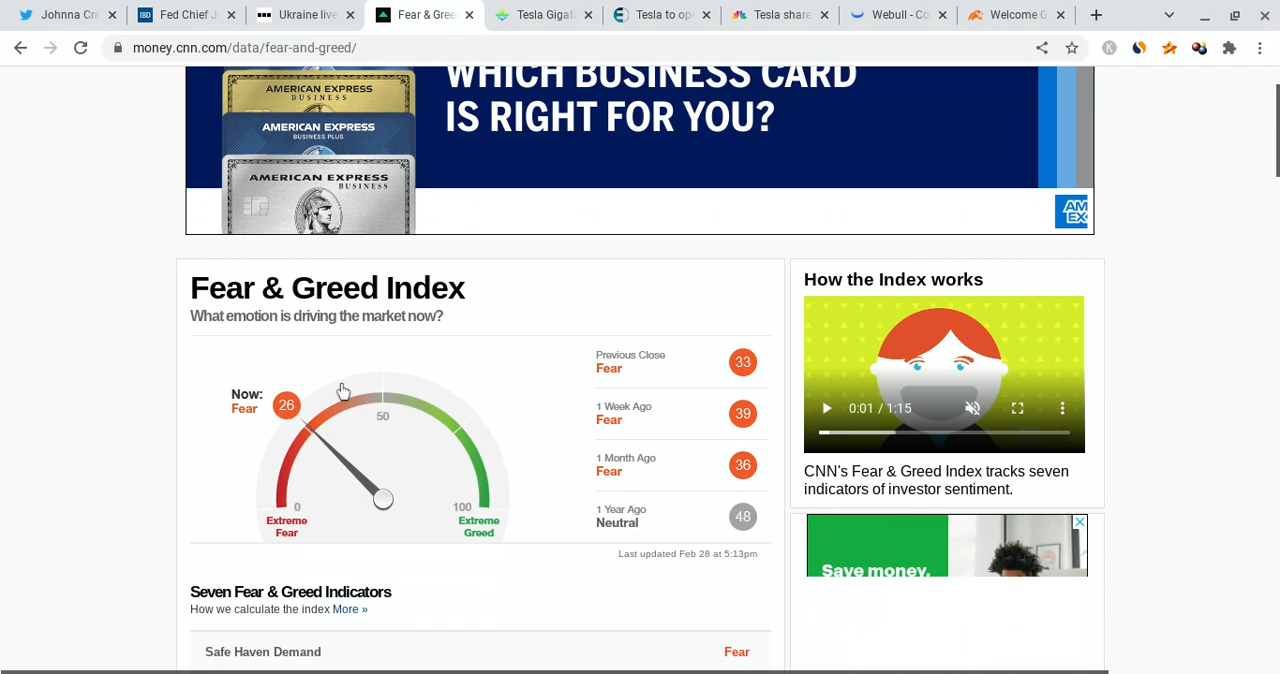 Johnna Cri
Fed Chief J
Ukraine live
Fear & Gree
Tesla Gigaf
Tesla to op
Tesla share
Webull - Co
Welcome G
money.cnn.com/data/fear-and-greed/
K
WHICH BUSINESS CARD
IS RIGHT FOR YOU?
AMERICAN EXPRESS
BUSINESS
AMERICAN EXPRESS
BUSINESS PLUS
AMERICAN EXPRESS
BUSINESS
AM
EX
Fear & Greed Index
What emotion is driving the market now?
Now:
Fear
26
50
0
100
Extreme
Fear
Extreme
Greed
Previous Close
Fear
33
1 Week Ago
Fear
39
1 Month Ago
Fear
36
1 Year Ago
Neutral
48
Last updated Feb 28 at 5:13pm
Seven Fear & Greed Indicators
How we calculate the index More »
Safe Haven Demand
Fear
How the Index works
0:01 / 1:15
CNN's Fear & Greed Index tracks seven
indicators of investor sentiment.
Save money.